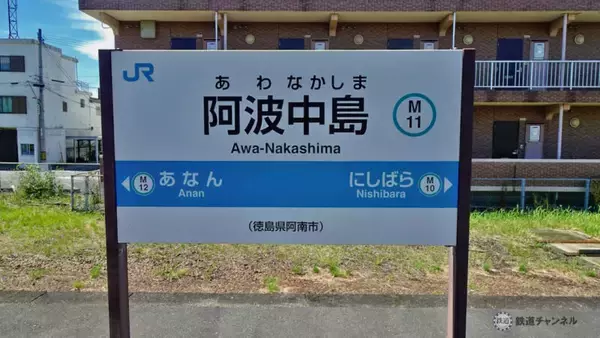 JR
あわなかしま
阿波中島
M
11
Awa-Nakashima
M
12
あなん
Anan
にしばら
Nishibara
M
10
(徳島県阿南市)
鉄道チャンネル